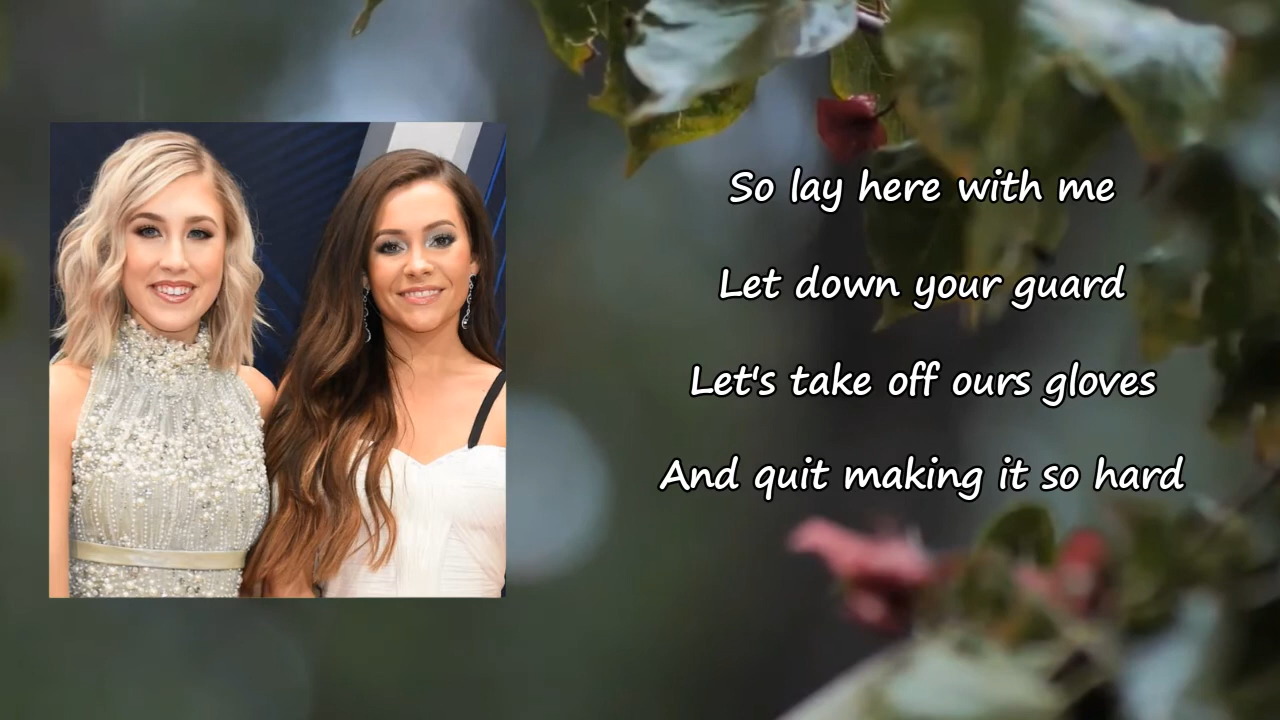 So lay here with me
Let down your guard
Let's take off ours gloves
And quit making it so hard